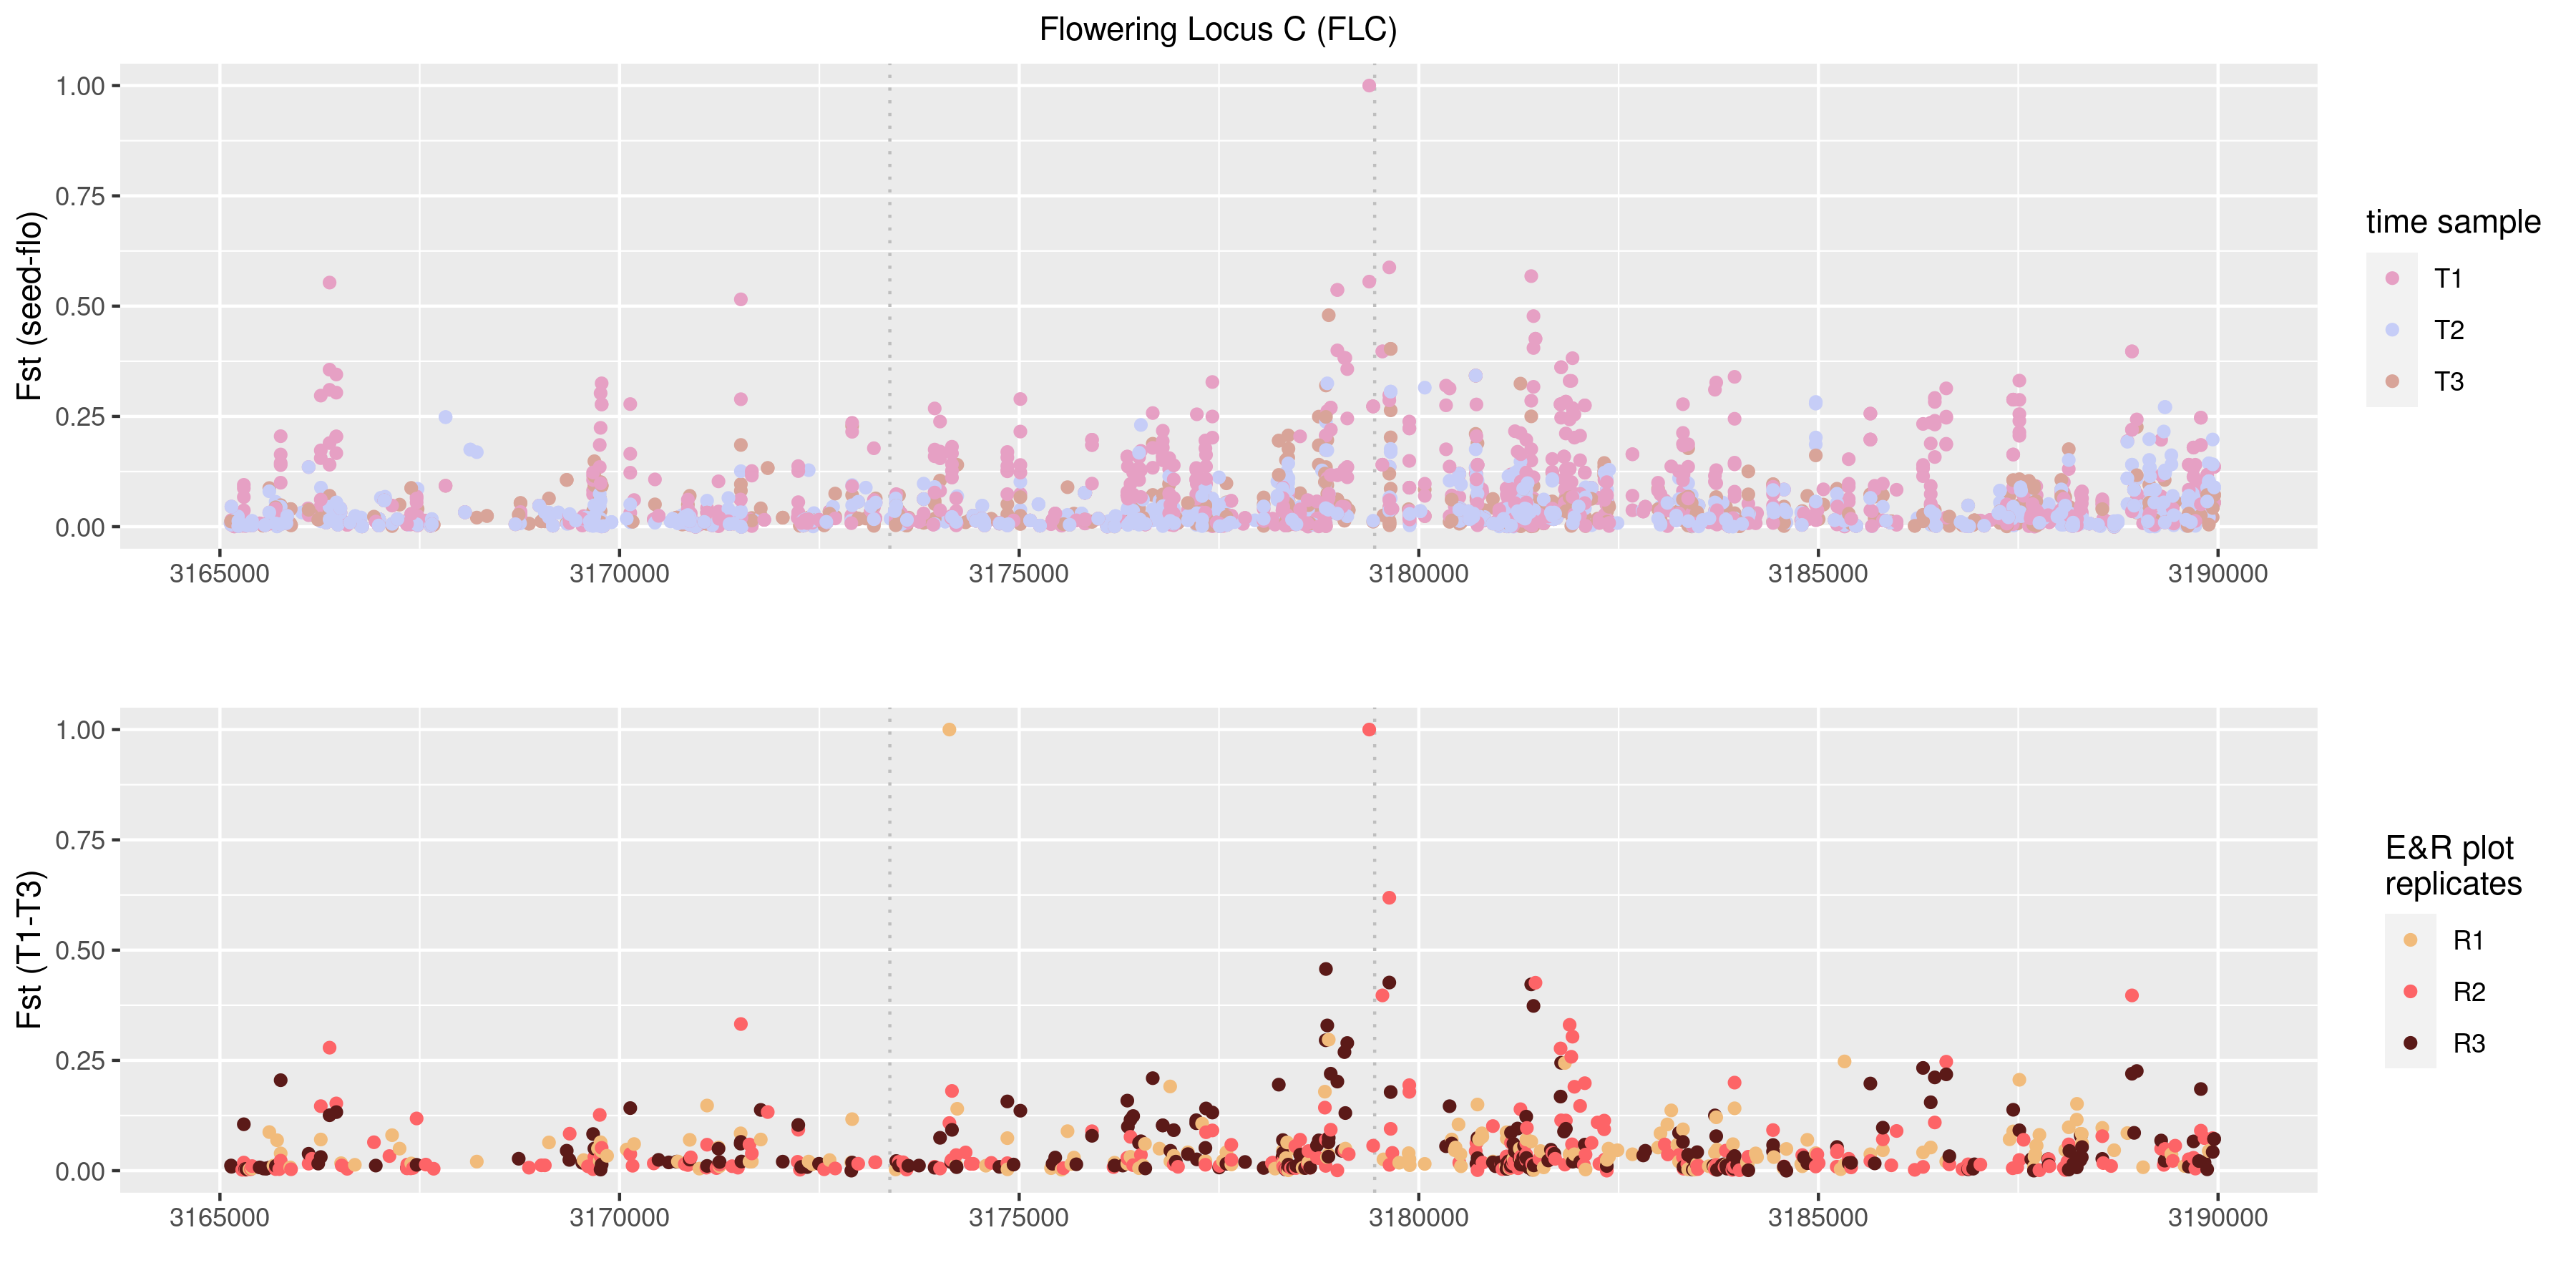 Flowering Locus C (FLC)
Fst (seed-flo)
1.00
0.75
0.50
0.25
0.00
3165000 3170000 3175000 3180000 3185000 3190000
time sample
T1
T2
T3
Fst (T1-T3)
1.00
0.75
0.50
0.25
0.00
3165000 3170000 3175000 3180000 3185000 3190000
E&R plot
replicates
R1
R2
R3